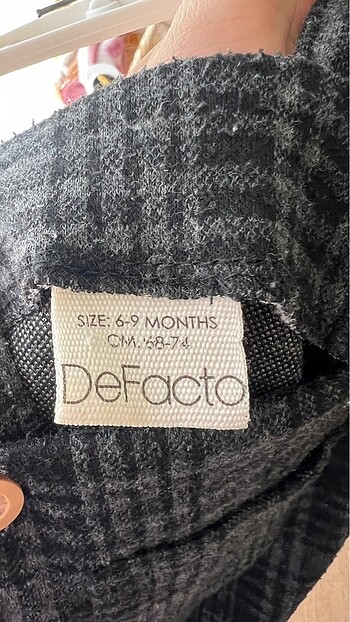 SIZE: 6-9 MONTHS
CM: 68-74
DeFacto